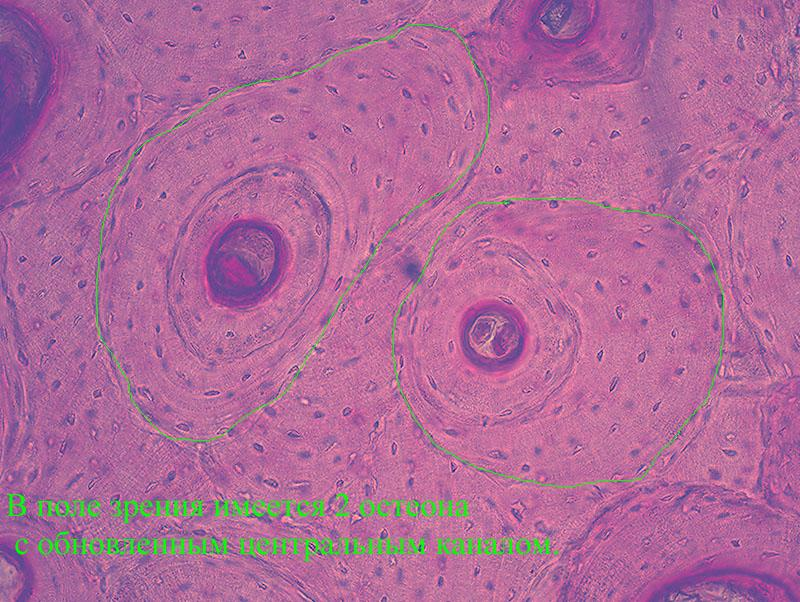 В поле зрения имеется 2 остеона
с обновленным центральным каналом.